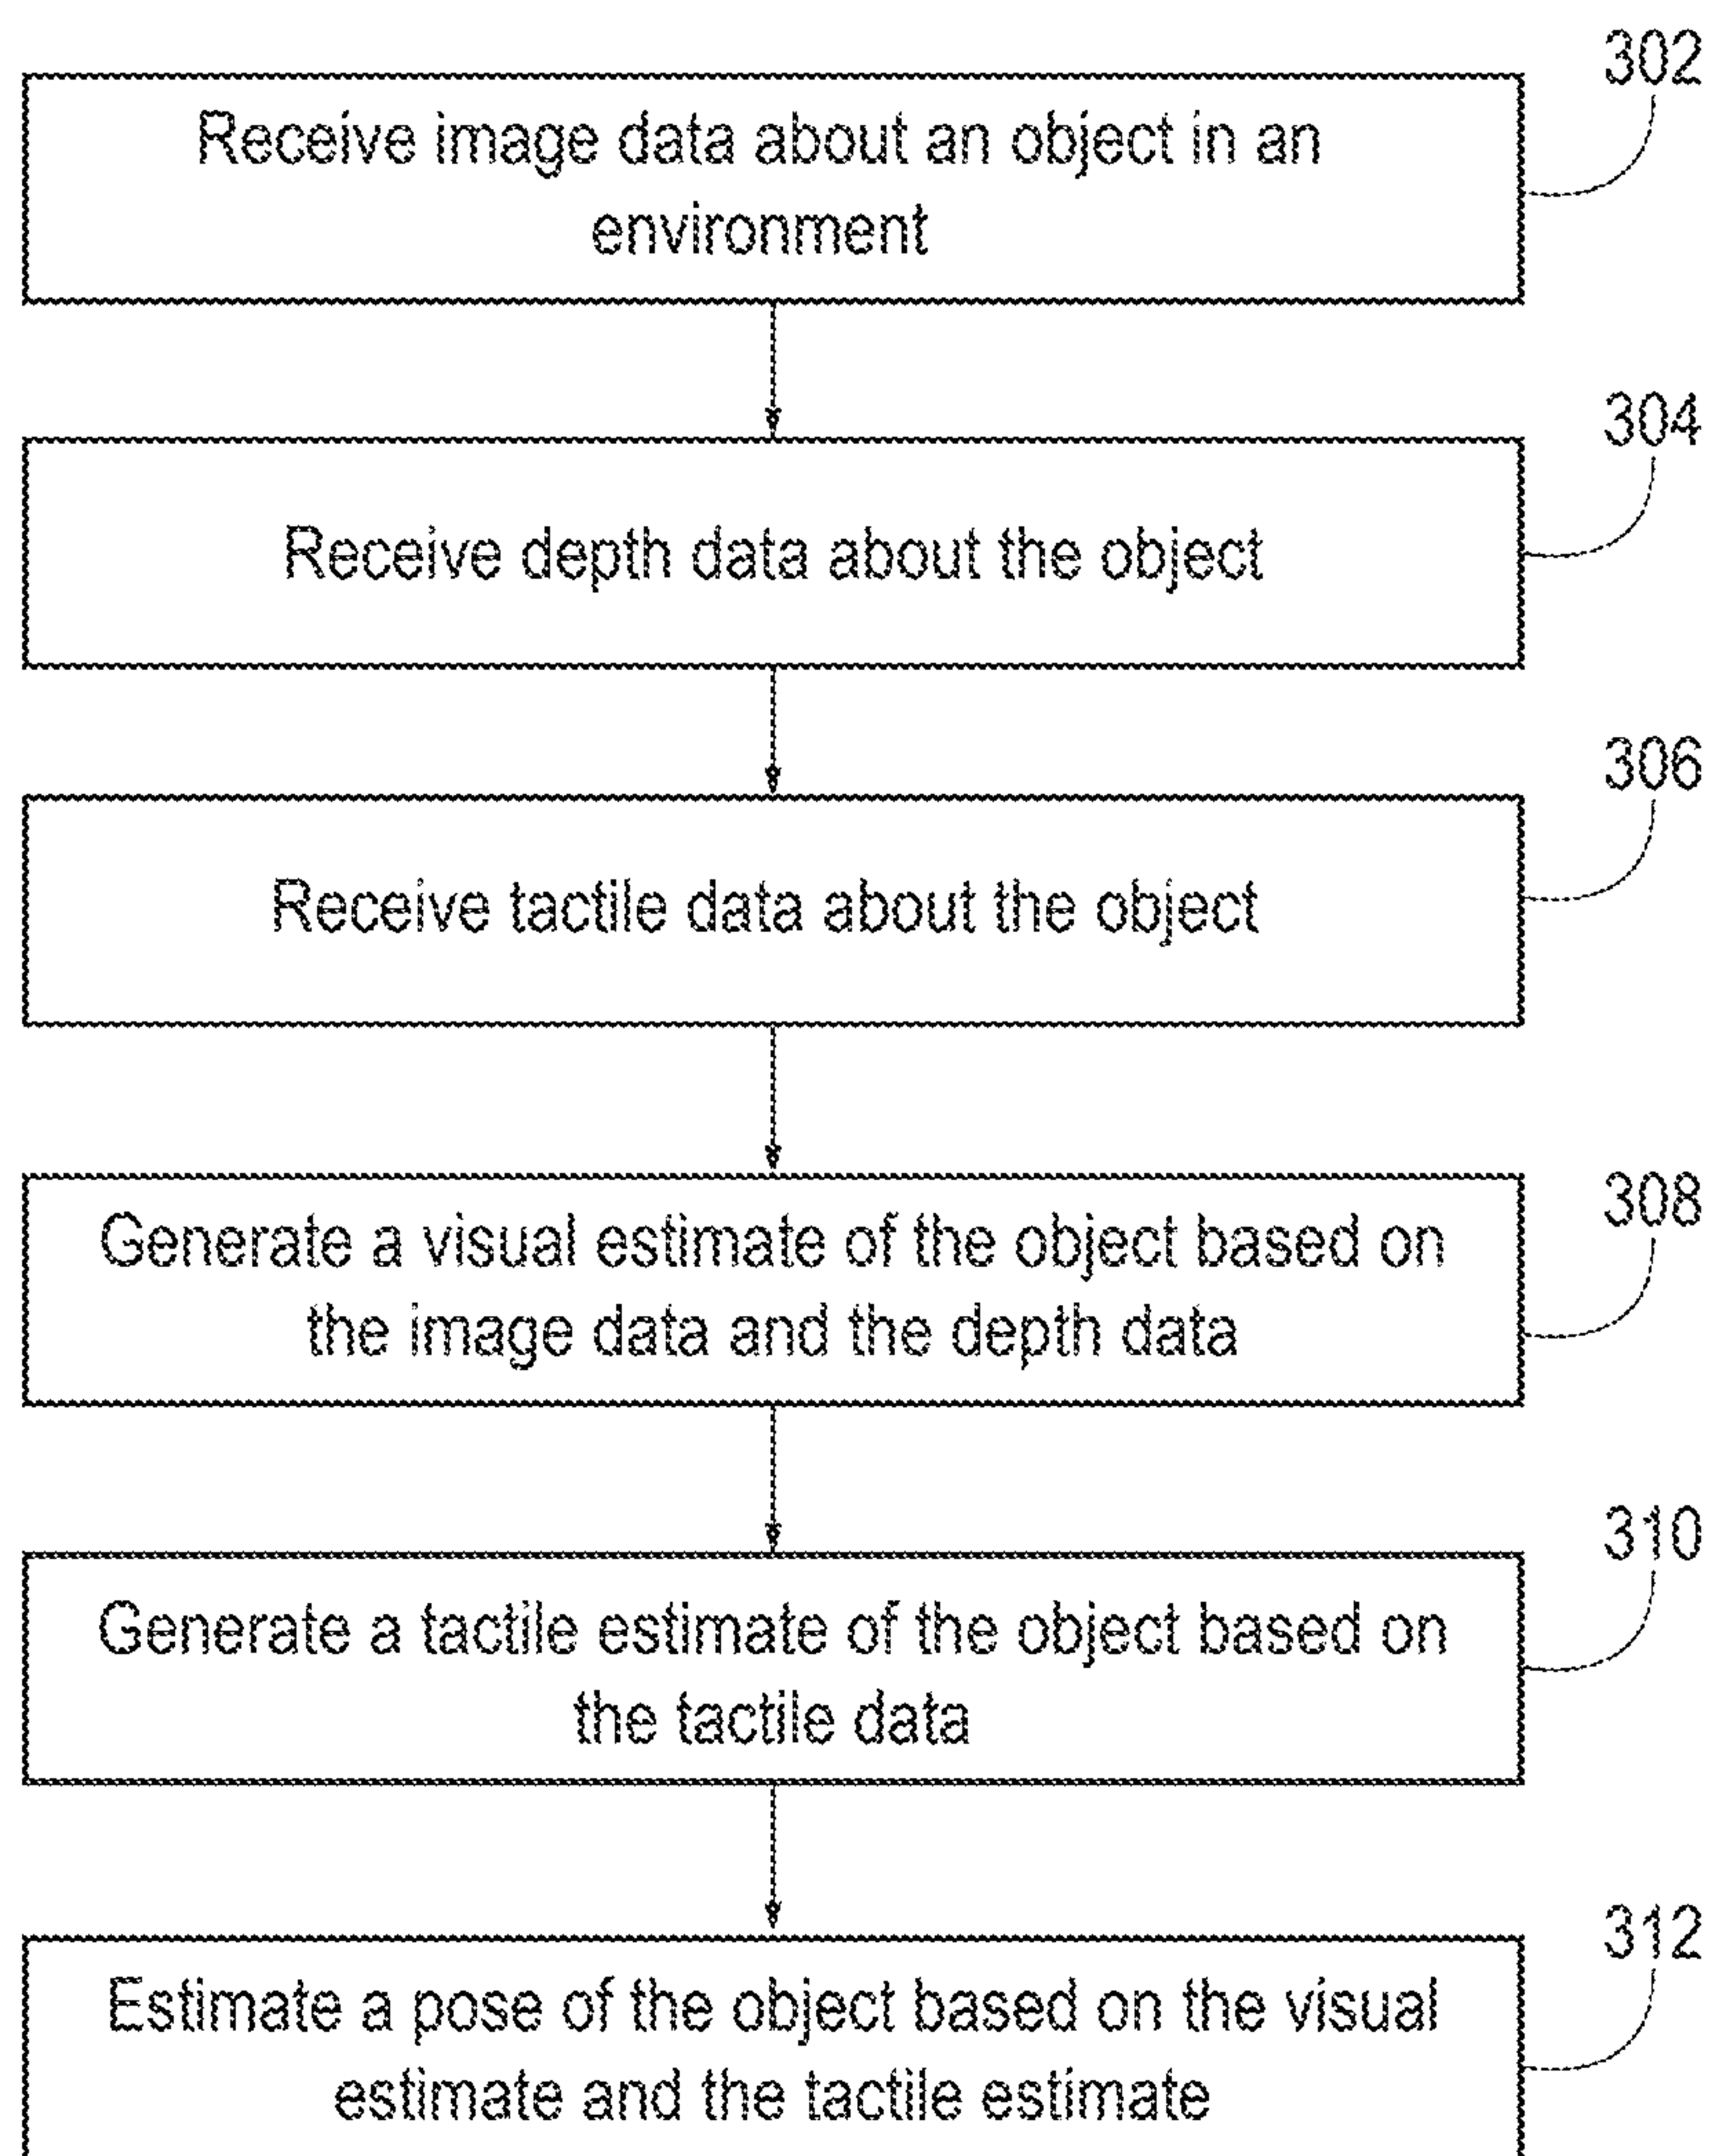 302
Receive image data about an object in an
environment
304
Receive depth data about the object
306
Receive tactile data about the object
308
Generate a visual estimate of the object based on
the image data and the depth data
310
Generate a tactile estimate of the object based on
the tactile data
312
Estimate a pose of the object based on the visual
estimate and the tactile estimate